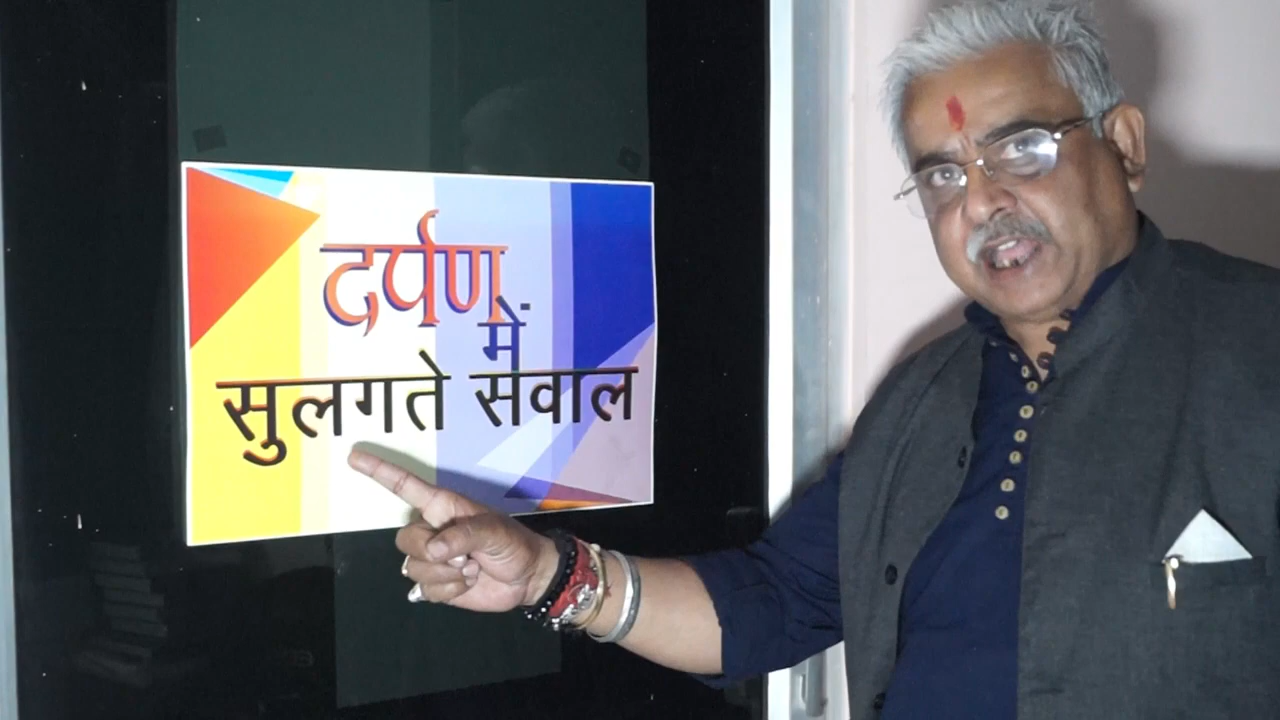 दर्पण
में
सुलगते सवाल